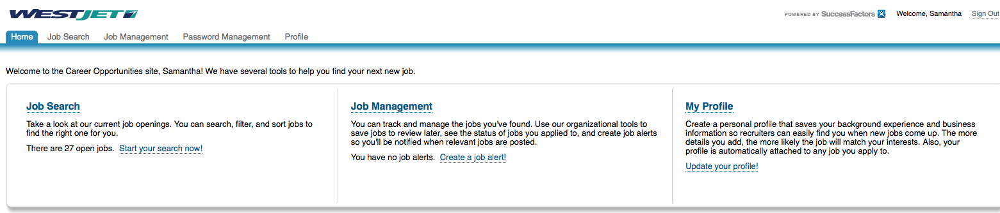 WESTJET
POWERED BY SuccessFactors Welcome, Samantha Sign Out
Home Job Search Job Management Password Management Profile
Welcome to the Career Opportunities site, Samantha! We have several tools to help you find your next new job.
Job Search
Take a look at our current job openings. You can search, filter, and sort jobs to
find the right one for you.
There are 27 open jobs. Start your search now!
Job Management
You can track and manage the jobs you've found. Use our organizational tools to
save jobs to review later, see the status of jobs you applied to, and create job alerts
so you'll be notified when relevant jobs are posted.
You have no job alerts. Create a job alert!
My Profile
Create a personal profile that saves your background experience and business
information so recruiters can easily find you when new jobs come up. The more
details you add, the more likely the job will match your interests. Also, your
profile is automatically attached to any job you apply to.
Update your profile!